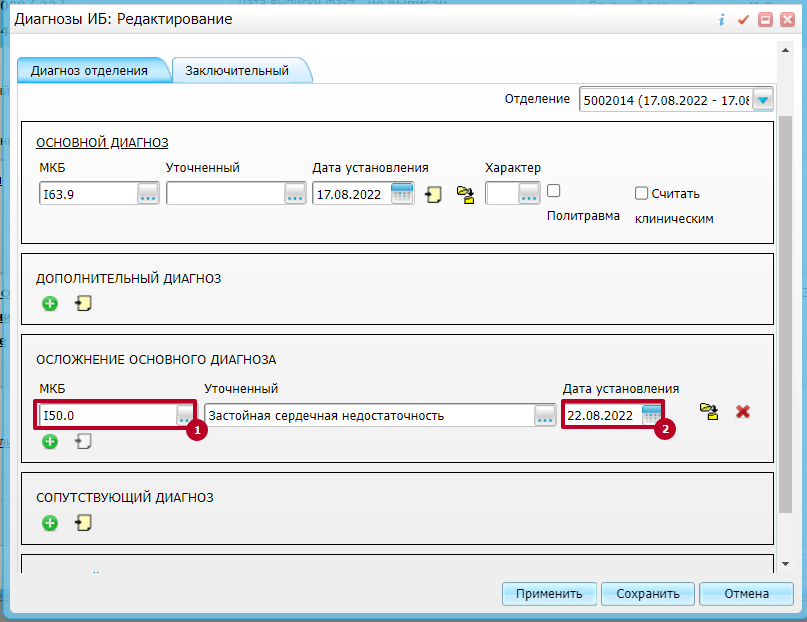 Диагнозы ИБ: Редактирование
Диагноз отделения
Заключительный
Отделение 5002014 (17.08.2022 - 17.08
ОСНОВНОЙ ДИАГНОЗ
МКБ Уточненный Дата установления Характер
I63.9 ... ... 17.08.2022 ... Считать
Политравма клиническим
ДОПОЛНИТЕЛЬНЫЙ ДИАГНОЗ
ОСЛОЖНЕНИЕ ОСНОВНОГО ДИАГНОЗА
МКБ Уточненный Дата установления
I50.0 ... Застойная сердечная недостаточность ... 22.08.2022
1 2
СОПУТСТВУЮЩИЙ ДИАГНОЗ
Применить Сохранить Отмена